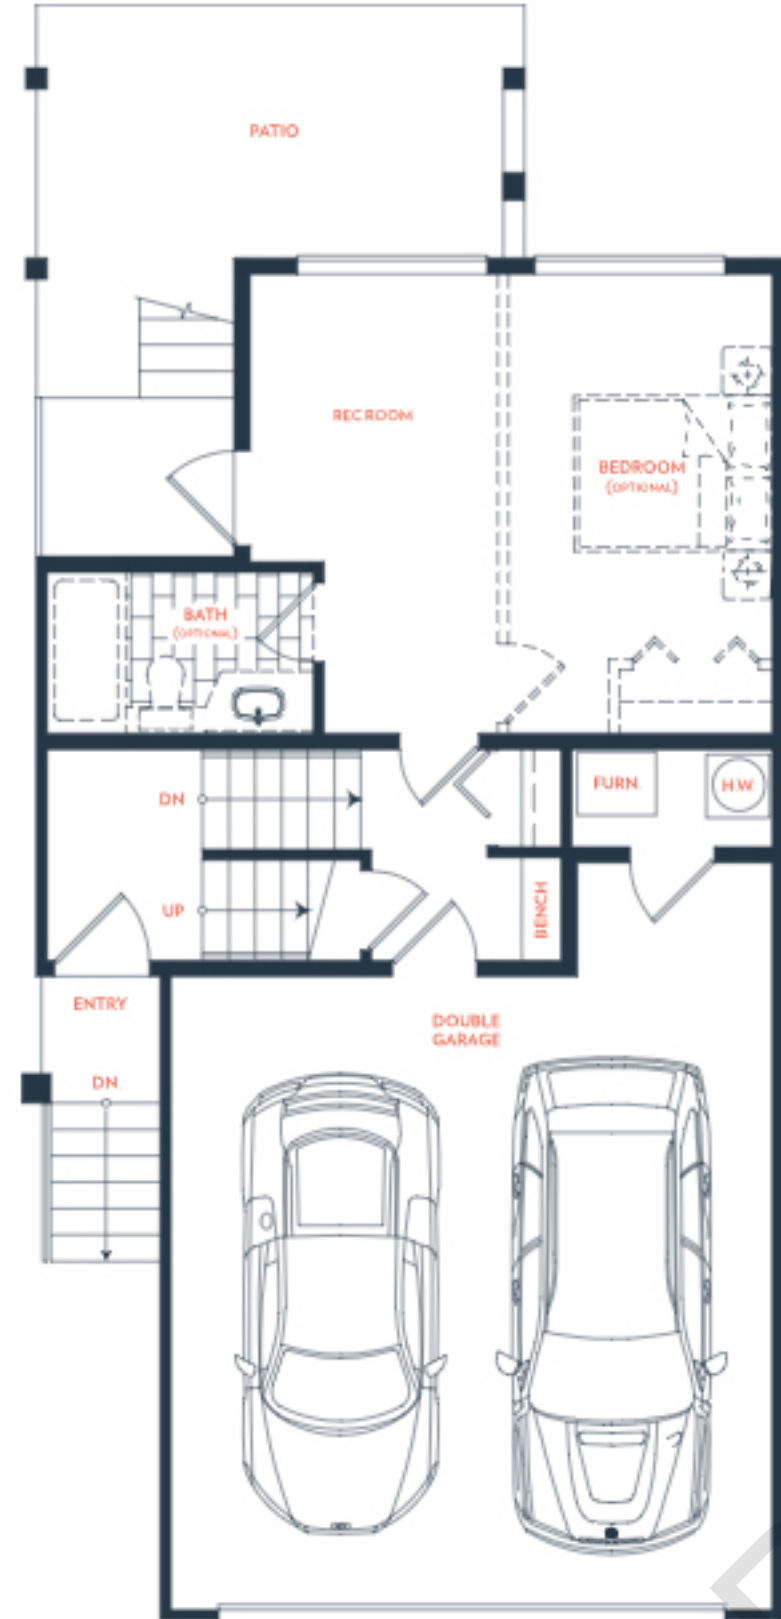 PATIO
REC ROOM
BEDROOM
(OPTIONAL)
BATH
(OPTIONAL)
DN
FURN.
H.W.
UP
BENCH
ENTRY
DOUBLE
GARAGE
DN